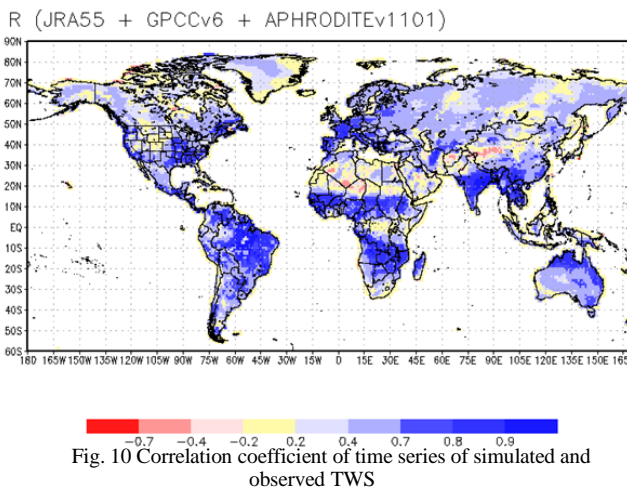 R (JRA55 + GPCCv6 + APHRODITEv1101)
90N
80N
70N
60N
50N
40N
30N
20N
10N
EQ
10S
20S
30S
40S
50S
60S
180 165W 150W 135W 120W 105W 90W 75W 60W 45W 30W 15W 0 15E 30E 45E 60E 75E 90E 105E 120E 135E 150E 165E
-0.7 -0.4 -0.2 0.2 0.4 0.7 0.8 0.9
Fig. 10 Correlation coefficient of time series of simulated and
observed TWS